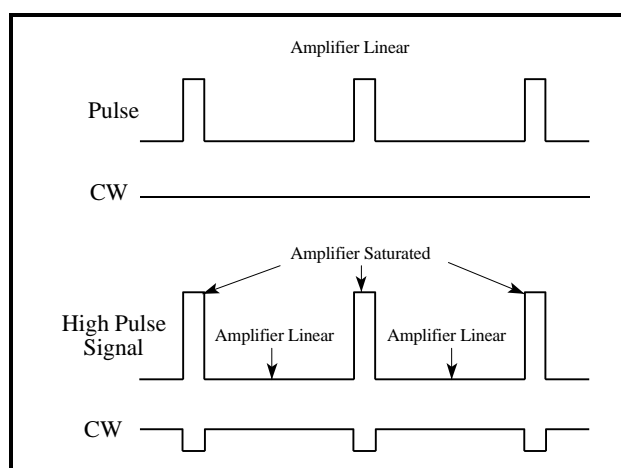 Amplifier Linear
Pulse
CW
Amplifier Saturated
High Pulse
Signal
Amplifier Linear
Amplifier Linear
CW